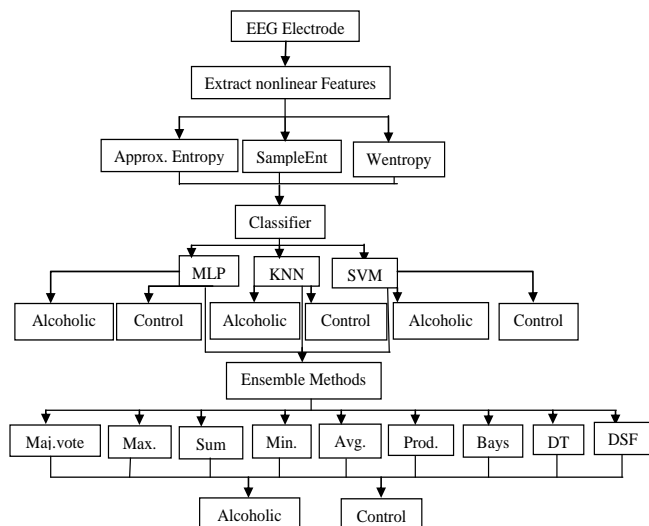 EEG Electrode
Extract nonlinear Features
Approx. Entropy
SampleEnt
Wentropy
Classifier
MLP
KNN
SVM
Alcoholic
Control
Alcoholic
Control
Alcoholic
Control
Ensemble Methods
Maj.vote
Max.
Sum
Min.
Avg.
Prod.
Bays
DT
DSF
Alcoholic
Control